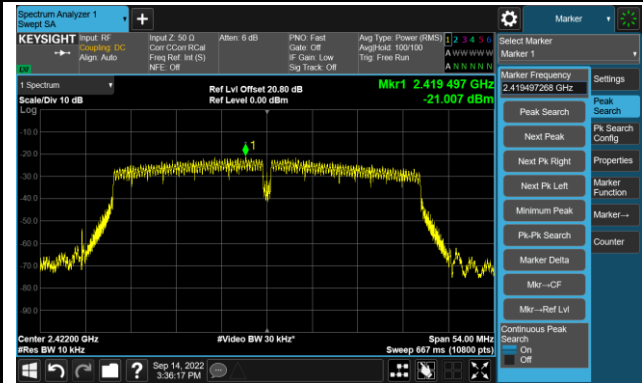 Spectrum Analyzer 1
Swept SA
Marker
KEYSIGHT
Input: RF
Coupling: DC
Align: Auto
Input Z: 50 Ω
Corr CCorr RCal
Freq Ref: Int (S)
NFE: Off
Atten: 6 dB
PNO: Fast
Gate: Off
IF Gain: Low
Sig Track: Off
Avg Type: Power (RMS)
Avg|Hold: 100/100
Trig: Free Run
1 2 3 4 5 6
A W W W W W
A N N N N N
Select Marker
Marker 1
1 Spectrum
Scale/Div 10 dB
Log
Ref Lvl Offset 20.80 dB
Ref Level 0.00 dBm
Mkr1 2.419 497 GHz
-21.007 dBm
1
-10.0
-20.0
-30.0
-40.0
-50.0
-60.0
-70.0
-80.0
-90.0
Center 2.42200 GHz
#Res BW 10 kHz
#Video BW 30 kHz*
Span 54.00 MHz
Sweep 667 ms (10800 pts)
Marker Frequency
2.419497268 GHz
Peak Search
Next Peak
Next Pk Right
Next Pk Left
Minimum Peak
Pk-Pk Search
Marker Delta
Mkr→CF
Mkr→Ref Lvl
Continuous Peak
Search
On
Off
Settings
Peak
Search
Pk Search
Config
Properties
Marker
Function
Marker→
Counter
Sep 14, 2022
3:36:17 PM